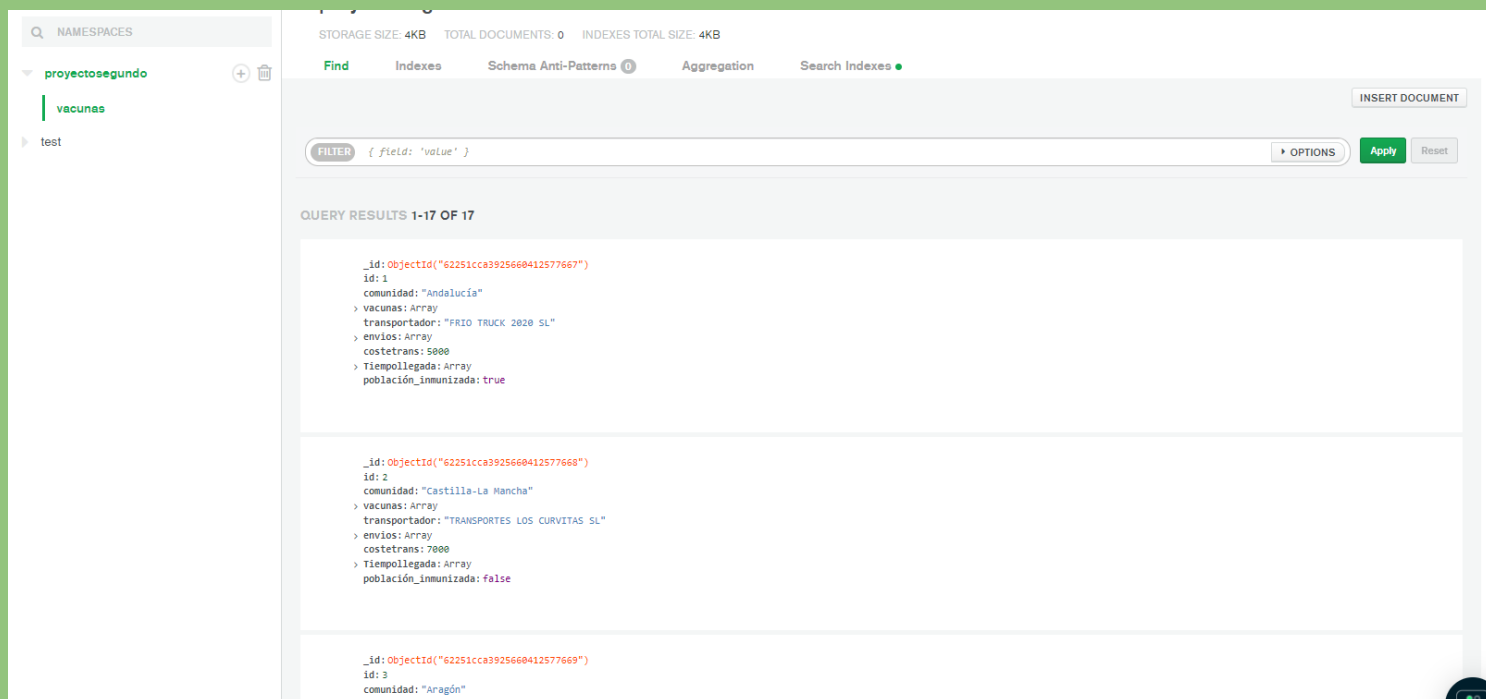 NAMESPACES
proyectosegundo
vacunas
test
STORAGE SIZE: 4KB TOTAL DOCUMENTS: 0 INDEXES TOTAL SIZE: 4KB
Find Indexes Schema Anti-Patterns 0 Aggregation Search Indexes
INSERT DOCUMENT
FILTER { field: 'value' } OPTIONS Apply Reset
QUERY RESULTS 1-17 OF 17
_id: ObjectId("62251cca3925660412577667")
id: 1
comunidad: "Andalucía"
> vacunas: Array
transportador: "FRIO TRUCK 2020 SL"
> envios: Array
costetrans: 5000
> Tiempollegada: Array
población_inmunizada: true
_id: ObjectId("62251cca3925660412577668")
id: 2
comunidad: "Castilla-La Mancha"
> vacunas: Array
transportador: "TRANSPORTES LOS CURVITAS SL"
> envios: Array
costetrans: 7000
> Tiempollegada: Array
población_inmunizada: false
_id: ObjectId("62251cca3925660412577669")
id: 3
comunidad: "Aragón"